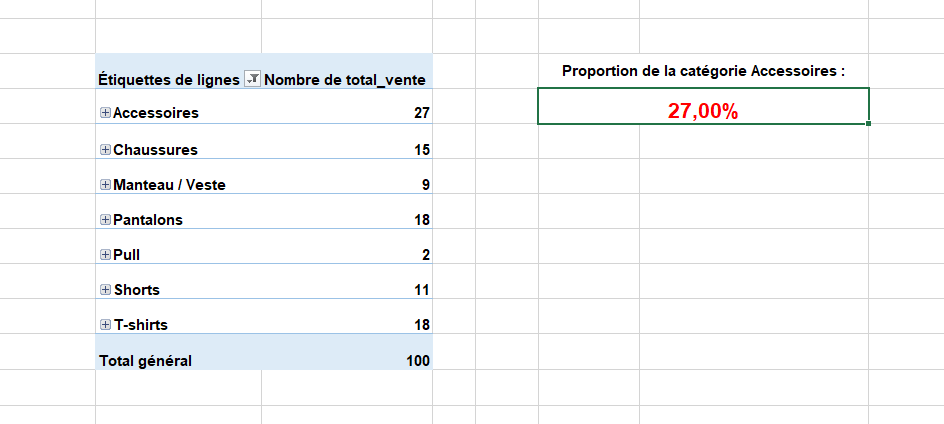 Étiquettes de lignes Nombre de total_vente
Accessoires 27
Chaussures 15
Manteau / Veste 9
Pantalons 18
Pull 2
Shorts 11
T-shirts 18
Total général 100
Proportion de la catégorie Accessoires :
27,00%